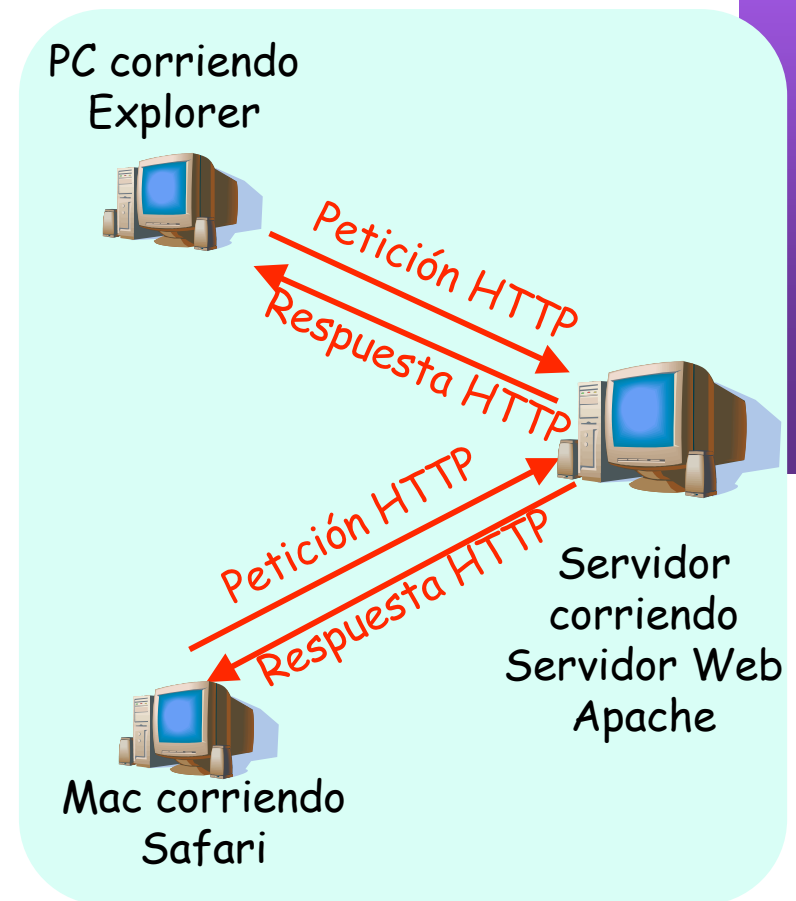 PC corriendo
Explorer
Petición HTTP
Respuesta HTTP
Petición HTTP
Respuesta HTTP
Servidor
corriendo
Servidor Web
Apache
Mac corriendo
Safari